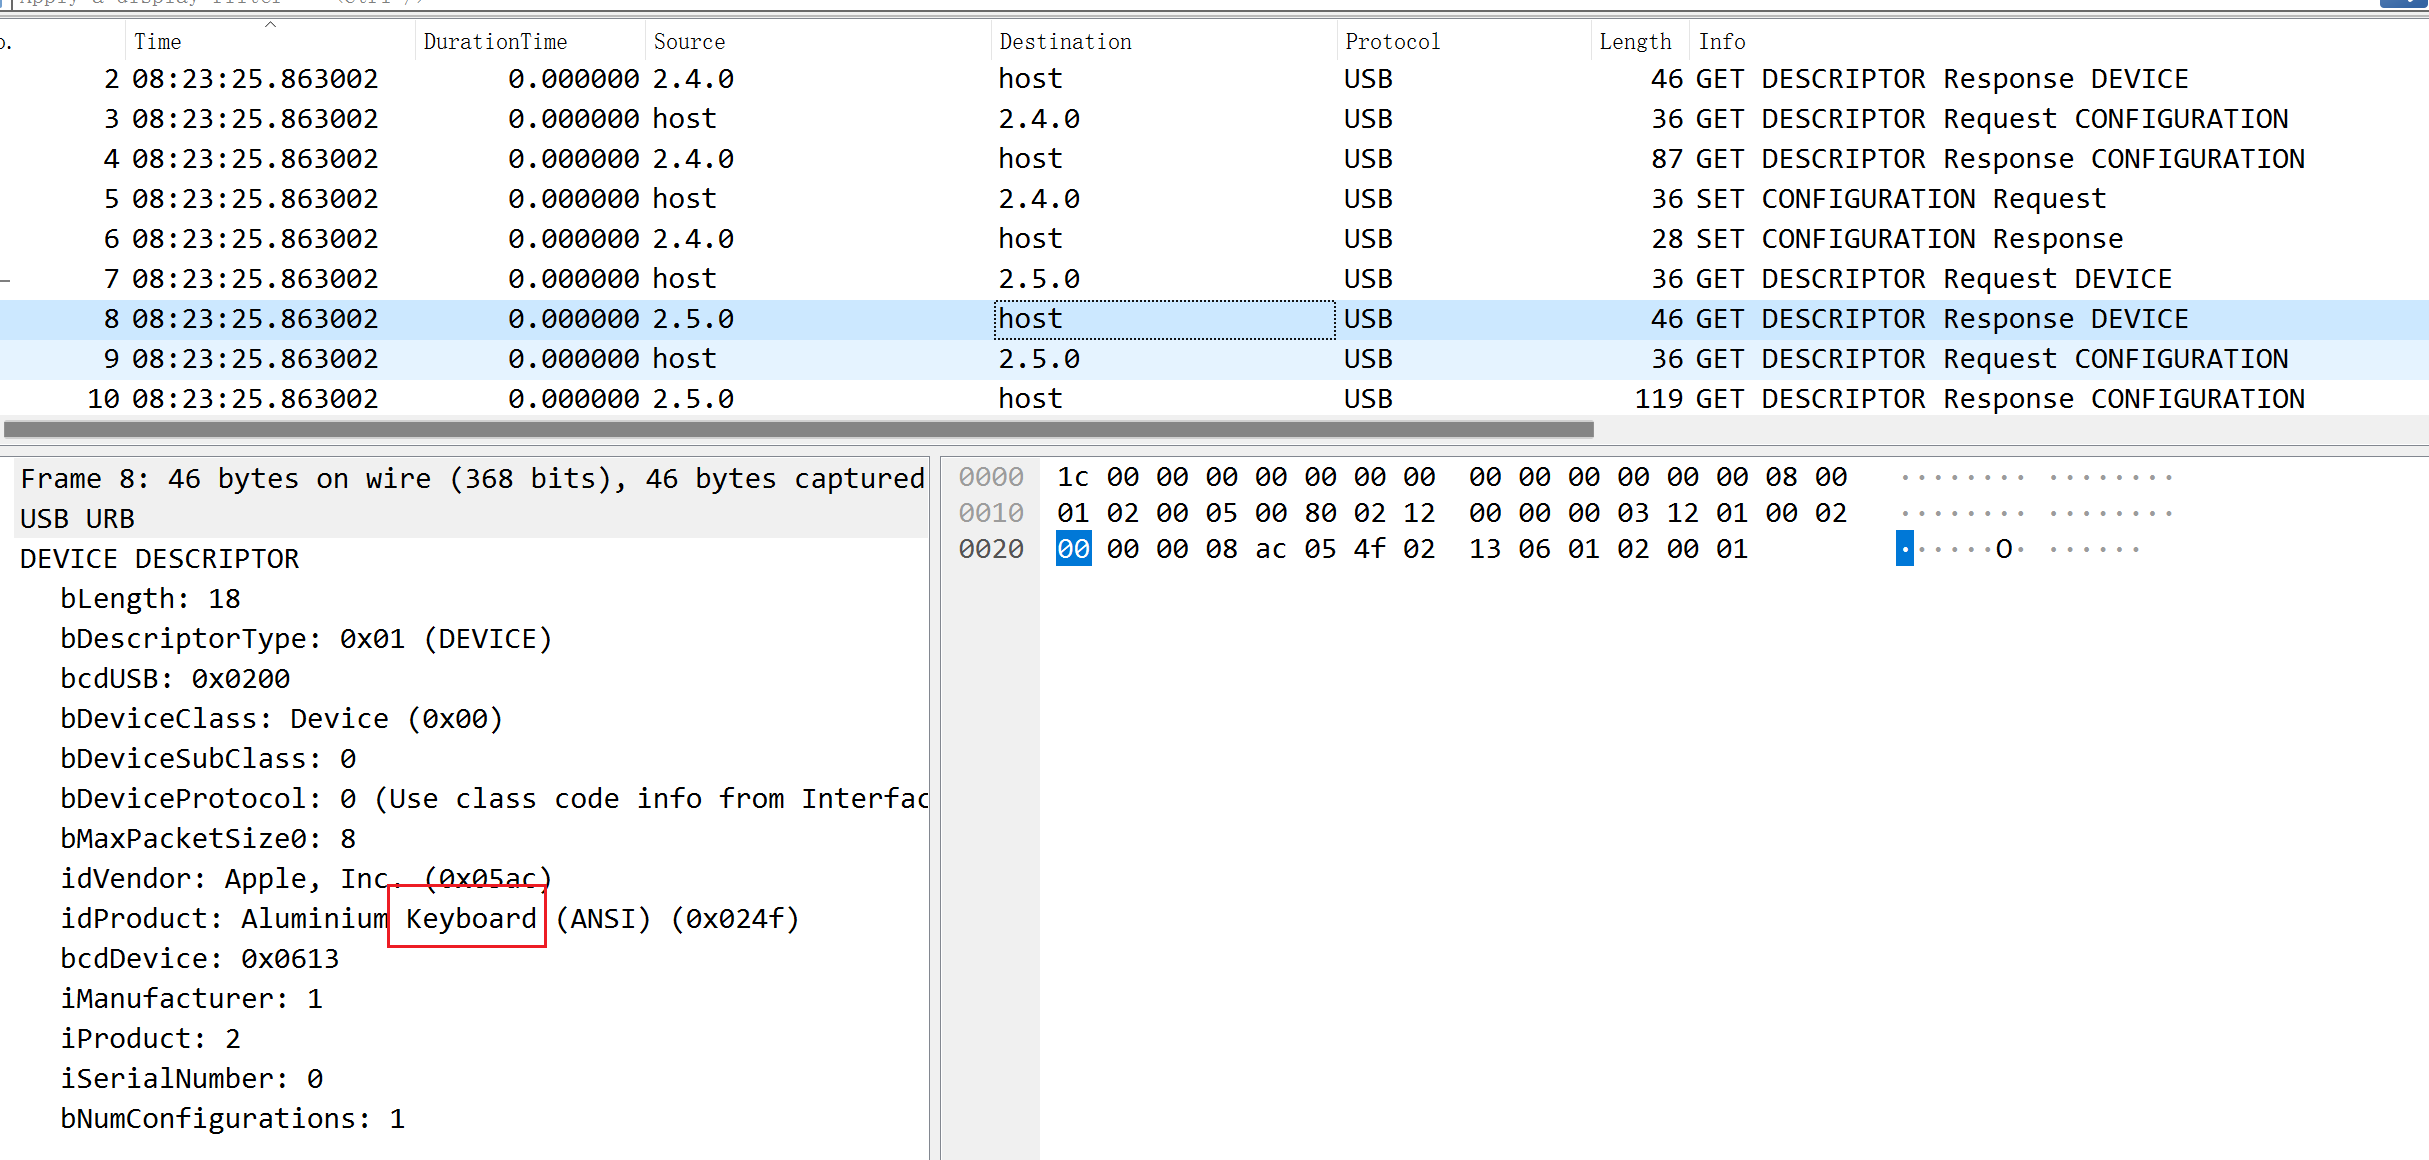 Apply a display filter
Time DurationTime Source Destination Protocol Length Info
2 08:23:25.863002 0.000000 2.4.0 host USB 46 GET DESCRIPTOR Response DEVICE
3 08:23:25.863002 0.000000 host 2.4.0 USB 36 GET DESCRIPTOR Request CONFIGURATION
4 08:23:25.863002 0.000000 2.4.0 host USB 87 GET DESCRIPTOR Response CONFIGURATION
5 08:23:25.863002 0.000000 host 2.4.0 USB 36 SET CONFIGURATION Request
6 08:23:25.863002 0.000000 2.4.0 host USB 28 SET CONFIGURATION Response
7 08:23:25.863002 0.000000 host 2.5.0 USB 36 GET DESCRIPTOR Request DEVICE
8 08:23:25.863002 0.000000 2.5.0 host USB 46 GET DESCRIPTOR Response DEVICE
9 08:23:25.863002 0.000000 host 2.5.0 USB 36 GET DESCRIPTOR Request CONFIGURATION
10 08:23:25.863002 0.000000 2.5.0 host USB 119 GET DESCRIPTOR Response CONFIGURATION
Frame 8: 46 bytes on wire (368 bits), 46 bytes captured
USB URB
DEVICE DESCRIPTOR
bLength: 18
bDescriptorType: 0x01 (DEVICE)
bcdUSB: 0x0200
bDeviceClass: Device (0x00)
bDeviceSubClass: 0
bDeviceProtocol: 0 (Use class code info from Interfac
bMaxPacketSize0: 8
idVendor: Apple, Inc. (0x05ac)
idProduct: Aluminium Keyboard (ANSI) (0x024f)
bcdDevice: 0x0613
iManufacturer: 1
iProduct: 2
iSerialNumber: 0
bNumConfigurations: 1
0000 1c 00 00 00 00 00 00 00 00 00 00 00 00 00 08 00 ········ ········
0010 01 02 00 05 00 80 02 12 00 00 00 03 12 01 00 02 ········ ········
0020 00 00 00 08 ac 05 4f 02 13 06 01 02 00 01 ······O· ······